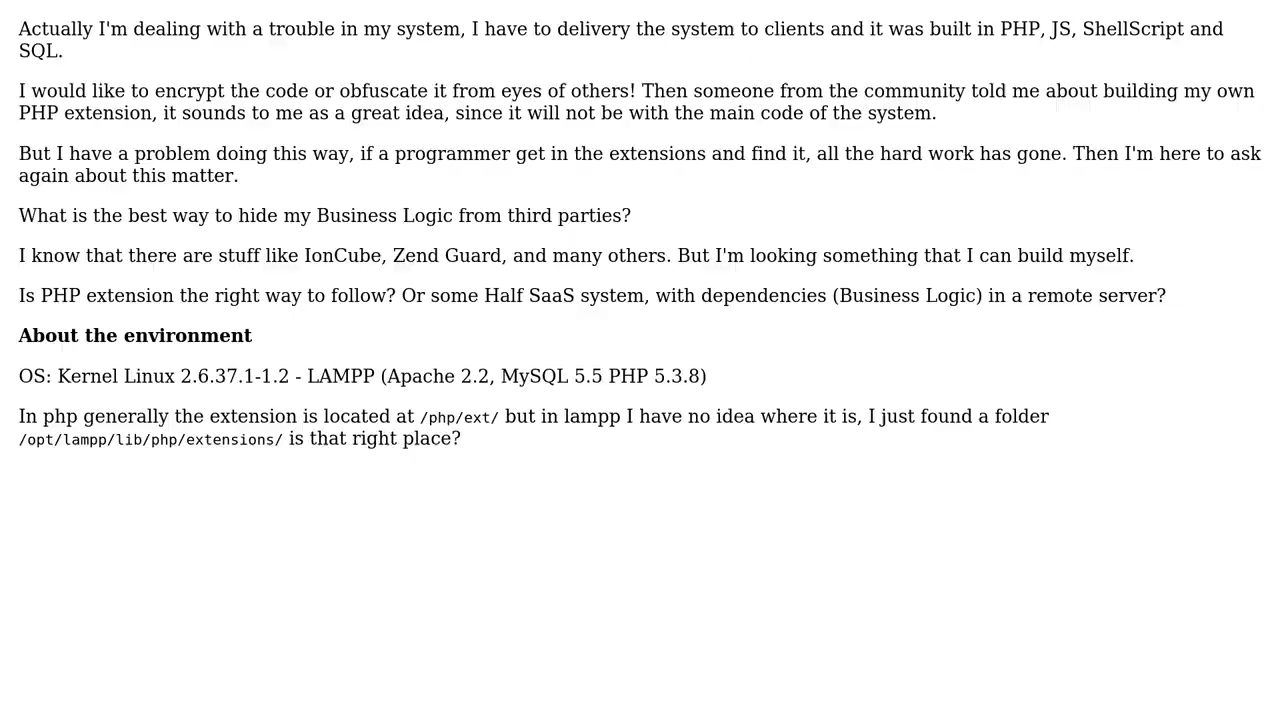 Actually I'm dealing with a trouble in my system, I have to delivery the system to clients and it was built in PHP, JS, ShellScript and
SQL.
I would like to encrypt the code or obfuscate it from eyes of others! Then someone from the community told me about building my own
PHP extension, it sounds to me as a great idea, since it will not be with the main code of the system.
But I have a problem doing this way, if a programmer get in the extensions and find it, all the hard work has gone. Then I'm here to ask
again about this matter.
What is the best way to hide my Business Logic from third parties?
I know that there are stuff like IonCube, Zend Guard, and many others. But I'm looking something that I can build myself.
Is PHP extension the right way to follow? Or some Half SaaS system, with dependencies (Business Logic) in a remote server?
About the environment
OS: Kernel Linux 2.6.37.1-1.2 - LAMPP (Apache 2.2, MySQL 5.5 PHP 5.3.8)
In php generally the extension is located at /php/ext/ but in lampp I have no idea where it is, I just found a folder
/opt/lampp/lib/php/extensions/ is that right place?